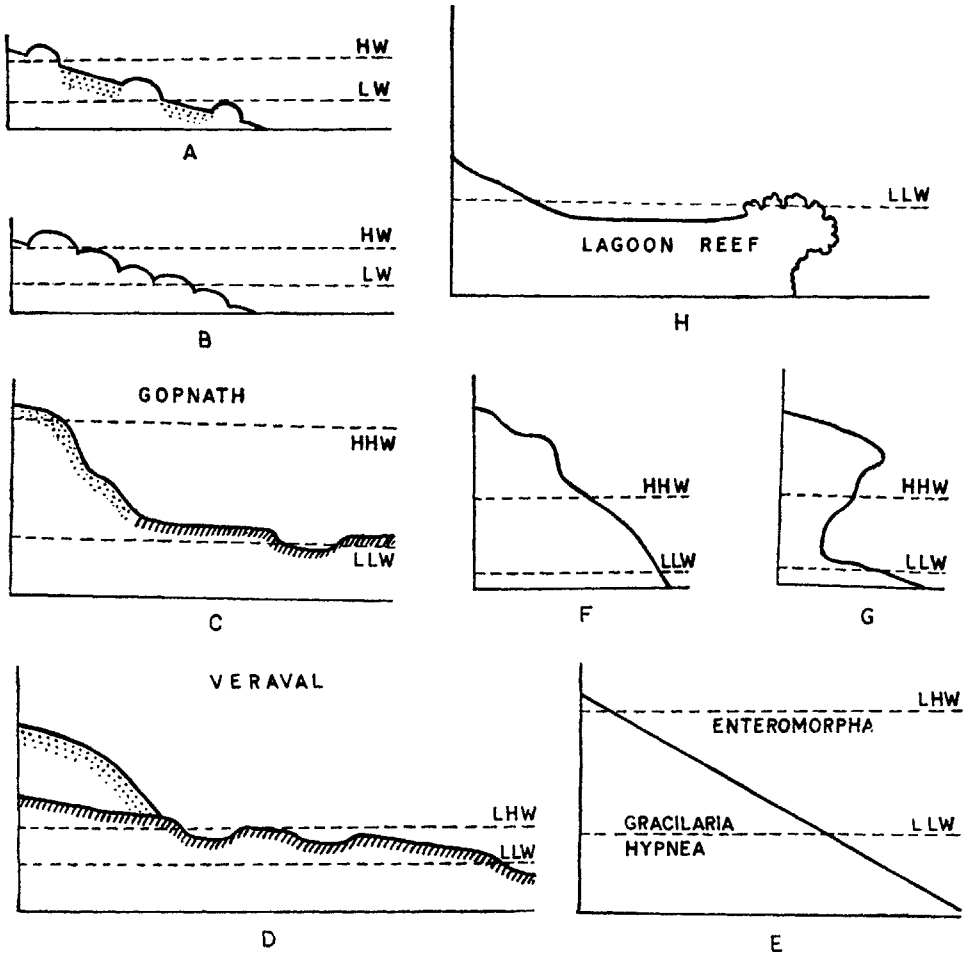 HW
LW
A
HW
LW
B
LLW
LAGOON REEF
H
GOPNATH
HHW
LLW
C
HHW
LLW
F
HHW
LLW
G
VERAVAL
LHW
LLW
D
LHW
ENTEROMORPHA
LLW
GRACILARIA
HYPNEA
E